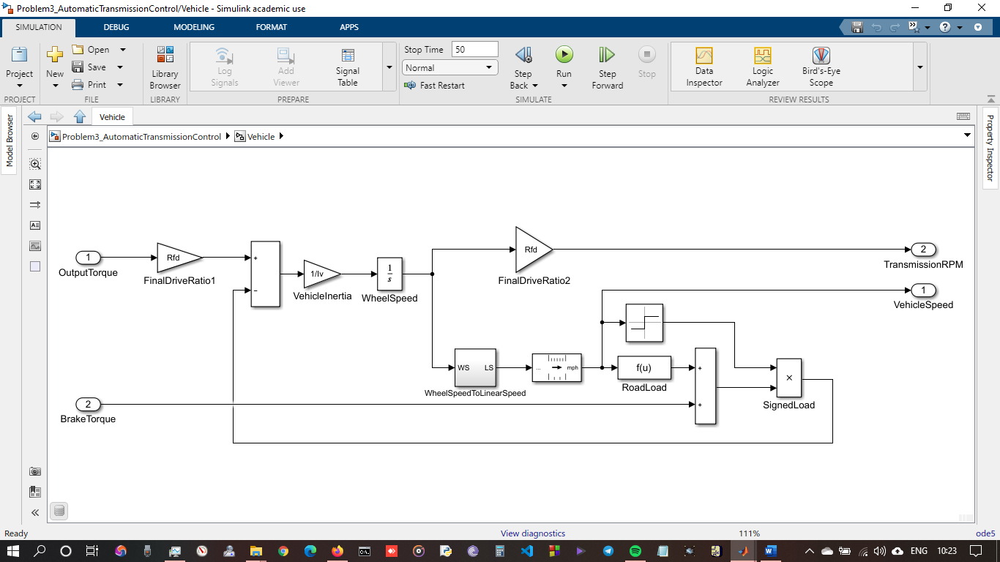 Problem3_AutomaticTransmissionControl/Vehicle - Simulink academic use
SIMULATION DEBUG MODELING FORMAT APPS
Project
New
Open
Save
Print
Library
Browser
Log
Signals
Add
Viewer
Signal
Table
Stop Time 50
Normal
Fast Restart
Step
Back
Run
Step
Forward
Stop
Data
Inspector
Logic
Analyzer
Bird's-Eye
Scope
PROJECT FILE LIBRARY PREPARE SIMULATE REVIEW RESULTS
Vehicle
Problem3_AutomaticTransmissionControl Vehicle
Model Browser
Property Inspector
1
OutputTorque
Rfd
FinalDriveRatio1
+
−
1/Iv
VehicleInertia
1
s
WheelSpeed
Rfd
FinalDriveRatio2
2
TransmissionRPM
1
VehicleSpeed
WS LS
WheelSpeedToLinearSpeed
... mph
f(u)
RoadLoad
+
+
×
SignedLoad
2
BrakeTorque
Ready View diagnostics 111% ode5
ENG 10:23